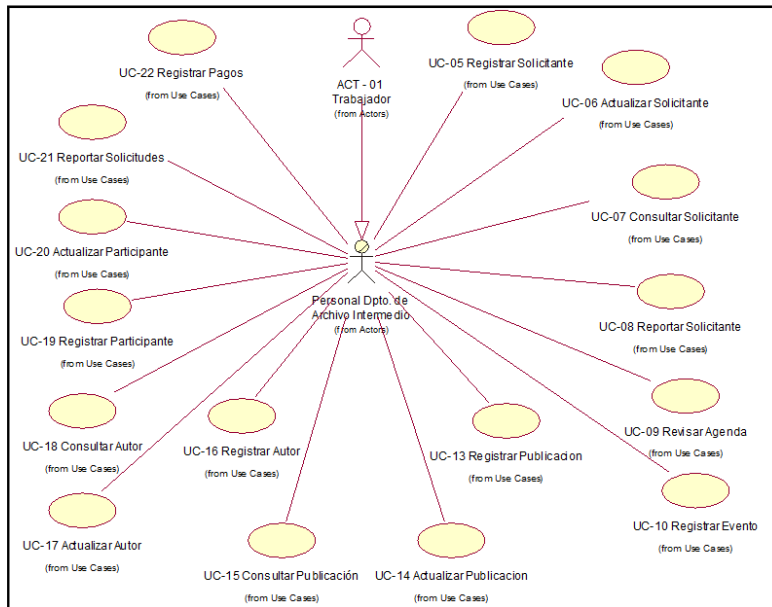 UC-22 Registrar Pagos
(from Use Cases)
ACT - 01
Trabajador
(from Actors)
UC-05 Registrar Solicitante
(from Use Cases)
UC-06 Actualizar Solicitante
(from Use Cases)
UC-21 Reportar Solicitudes
(from Use Cases)
UC-07 Consultar Solicitante
(from Use Cases)
UC-20 Actualizar Participante
(from Use Cases)
Personal Dpto. de
Archivo Intermedio
(from Actors)
UC-08 Reportar Solicitante
(from Use Cases)
UC-19 Registrar Participante
(from Use Cases)
UC-09 Revisar Agenda
(from Use Cases)
UC-18 Consultar Autor
(from Use Cases)
UC-16 Registrar Autor
(from Use Cases)
UC-13 Registrar Publicacion
(from Use Cases)
UC-10 Registrar Evento
(from Use Cases)
UC-17 Actualizar Autor
(from Use Cases)
UC-15 Consultar Publicación
(from Use Cases)
UC-14 Actualizar Publicacion
(from Use Cases)